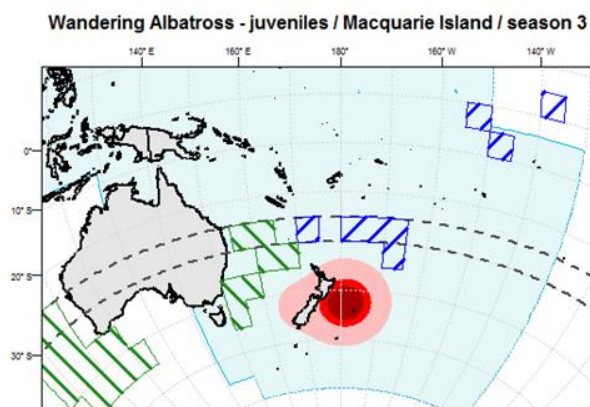 Wandering Albatross - juveniles / Macquarie Island / season 3
140° E 160° E 180° 160° W 140° W
0°
10° S
20° S
30° S